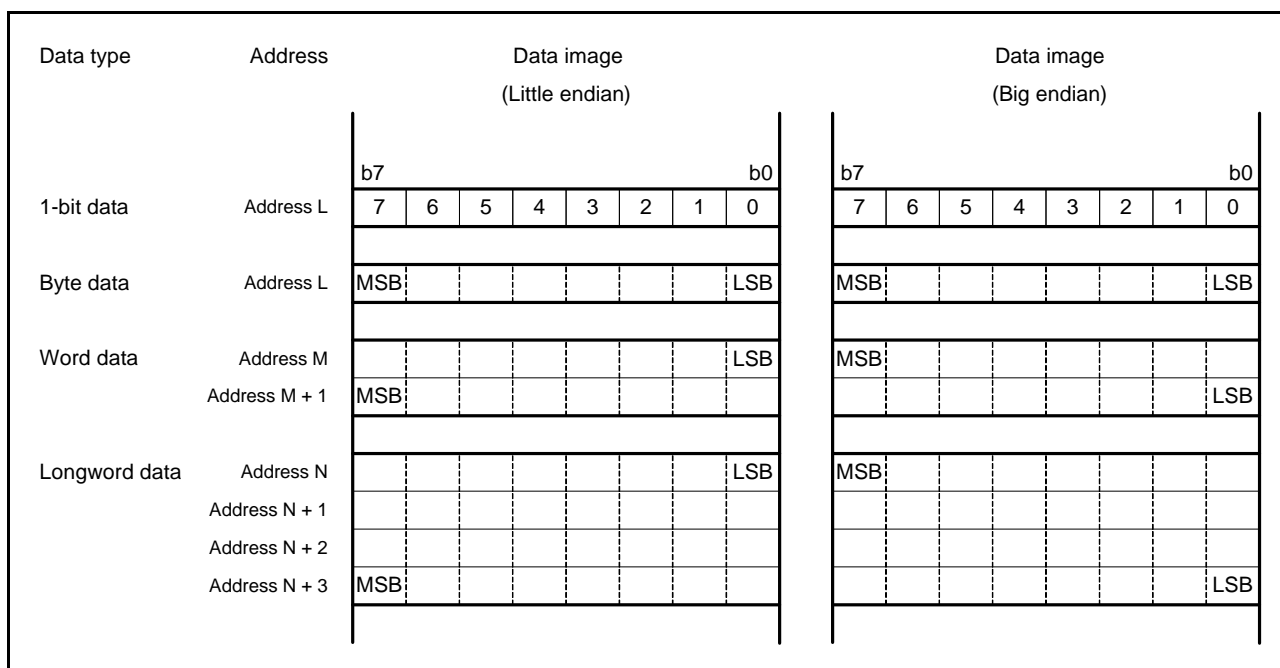 Data type Address Data image Data image
(Little endian) (Big endian)
b7 b0 b7 b0
1-bit data Address L 7 6 5 4 3 2 1 0 7 6 5 4 3 2 1 0
Byte data Address L MSB LSB MSB LSB
Word data Address M LSB MSB
Address M + 1 MSB LSB
Longword data Address N LSB MSB
Address N + 1
Address N + 2
Address N + 3 MSB LSB